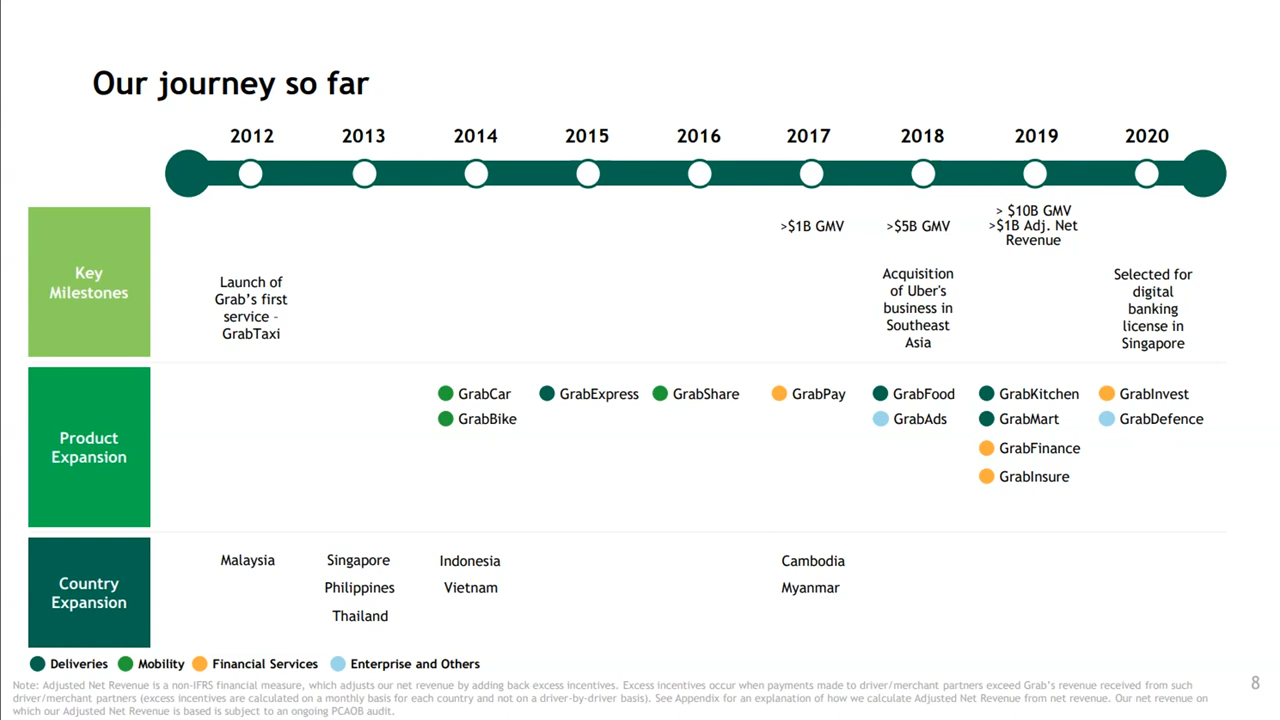 Our journey so far
2012 2013 2014 2015 2016 2017 2018 2019 2020
Key
Milestones
Launch of
Grab's first
service -
GrabTaxi
>$1B GMV
>$5B GMV
Acquisition
of Uber's
business in
Southeast
Asia
> $10B GMV
>$1B Adj. Net
Revenue
Selected for
digital
banking
license in
Singapore
Product
Expansion
GrabCar
GrabBike
GrabExpress
GrabShare
GrabPay
GrabFood
GrabAds
GrabKitchen
GrabMart
GrabFinance
GrabInsure
GrabInvest
GrabDefence
Country
Expansion
Malaysia
Singapore
Philippines
Thailand
Indonesia
Vietnam
Cambodia
Myanmar
Deliveries Mobility Financial Services Enterprise and Others
Note: Adjusted Net Revenue is a non-IFRS financial measure, which adjusts our net revenue by adding back excess incentives. Excess incentives occur when payments made to driver/merchant partners exceed Grab's revenue received from such
driver/merchant partners (excess incentives are calculated on a monthly basis for each country and not on a driver-by-driver basis). See Appendix for an explanation of how we calculate Adjusted Net Revenue from net revenue. Our net revenue on
which our Adjusted Net Revenue is based is subject to an ongoing PCAOB audit.
8